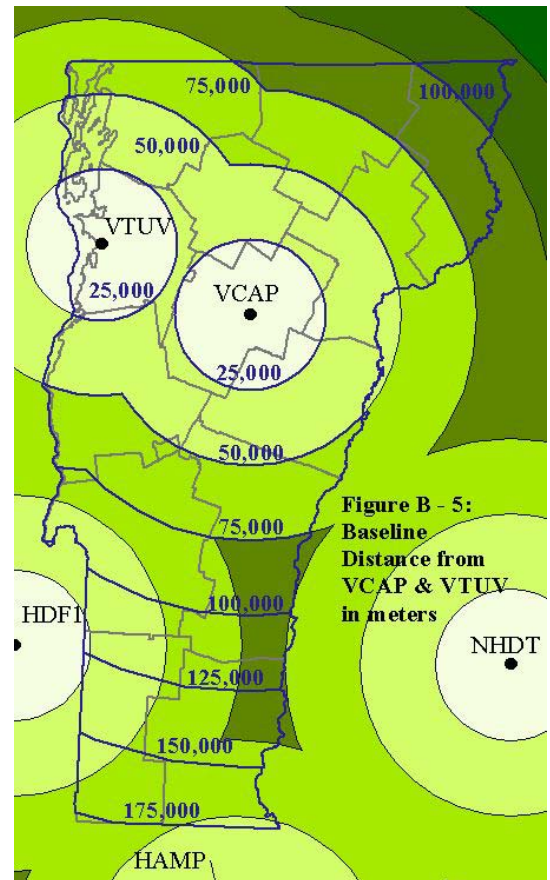 75,000
100,000
50,000
VTUV
25,000
VCAP
25,000
50,000
Figure B - 5:
Baseline
Distance from
VCAP & VTUV
in meters
75,000
100,000
HDF1
NHDT
125,000
150,000
175,000
HAMP